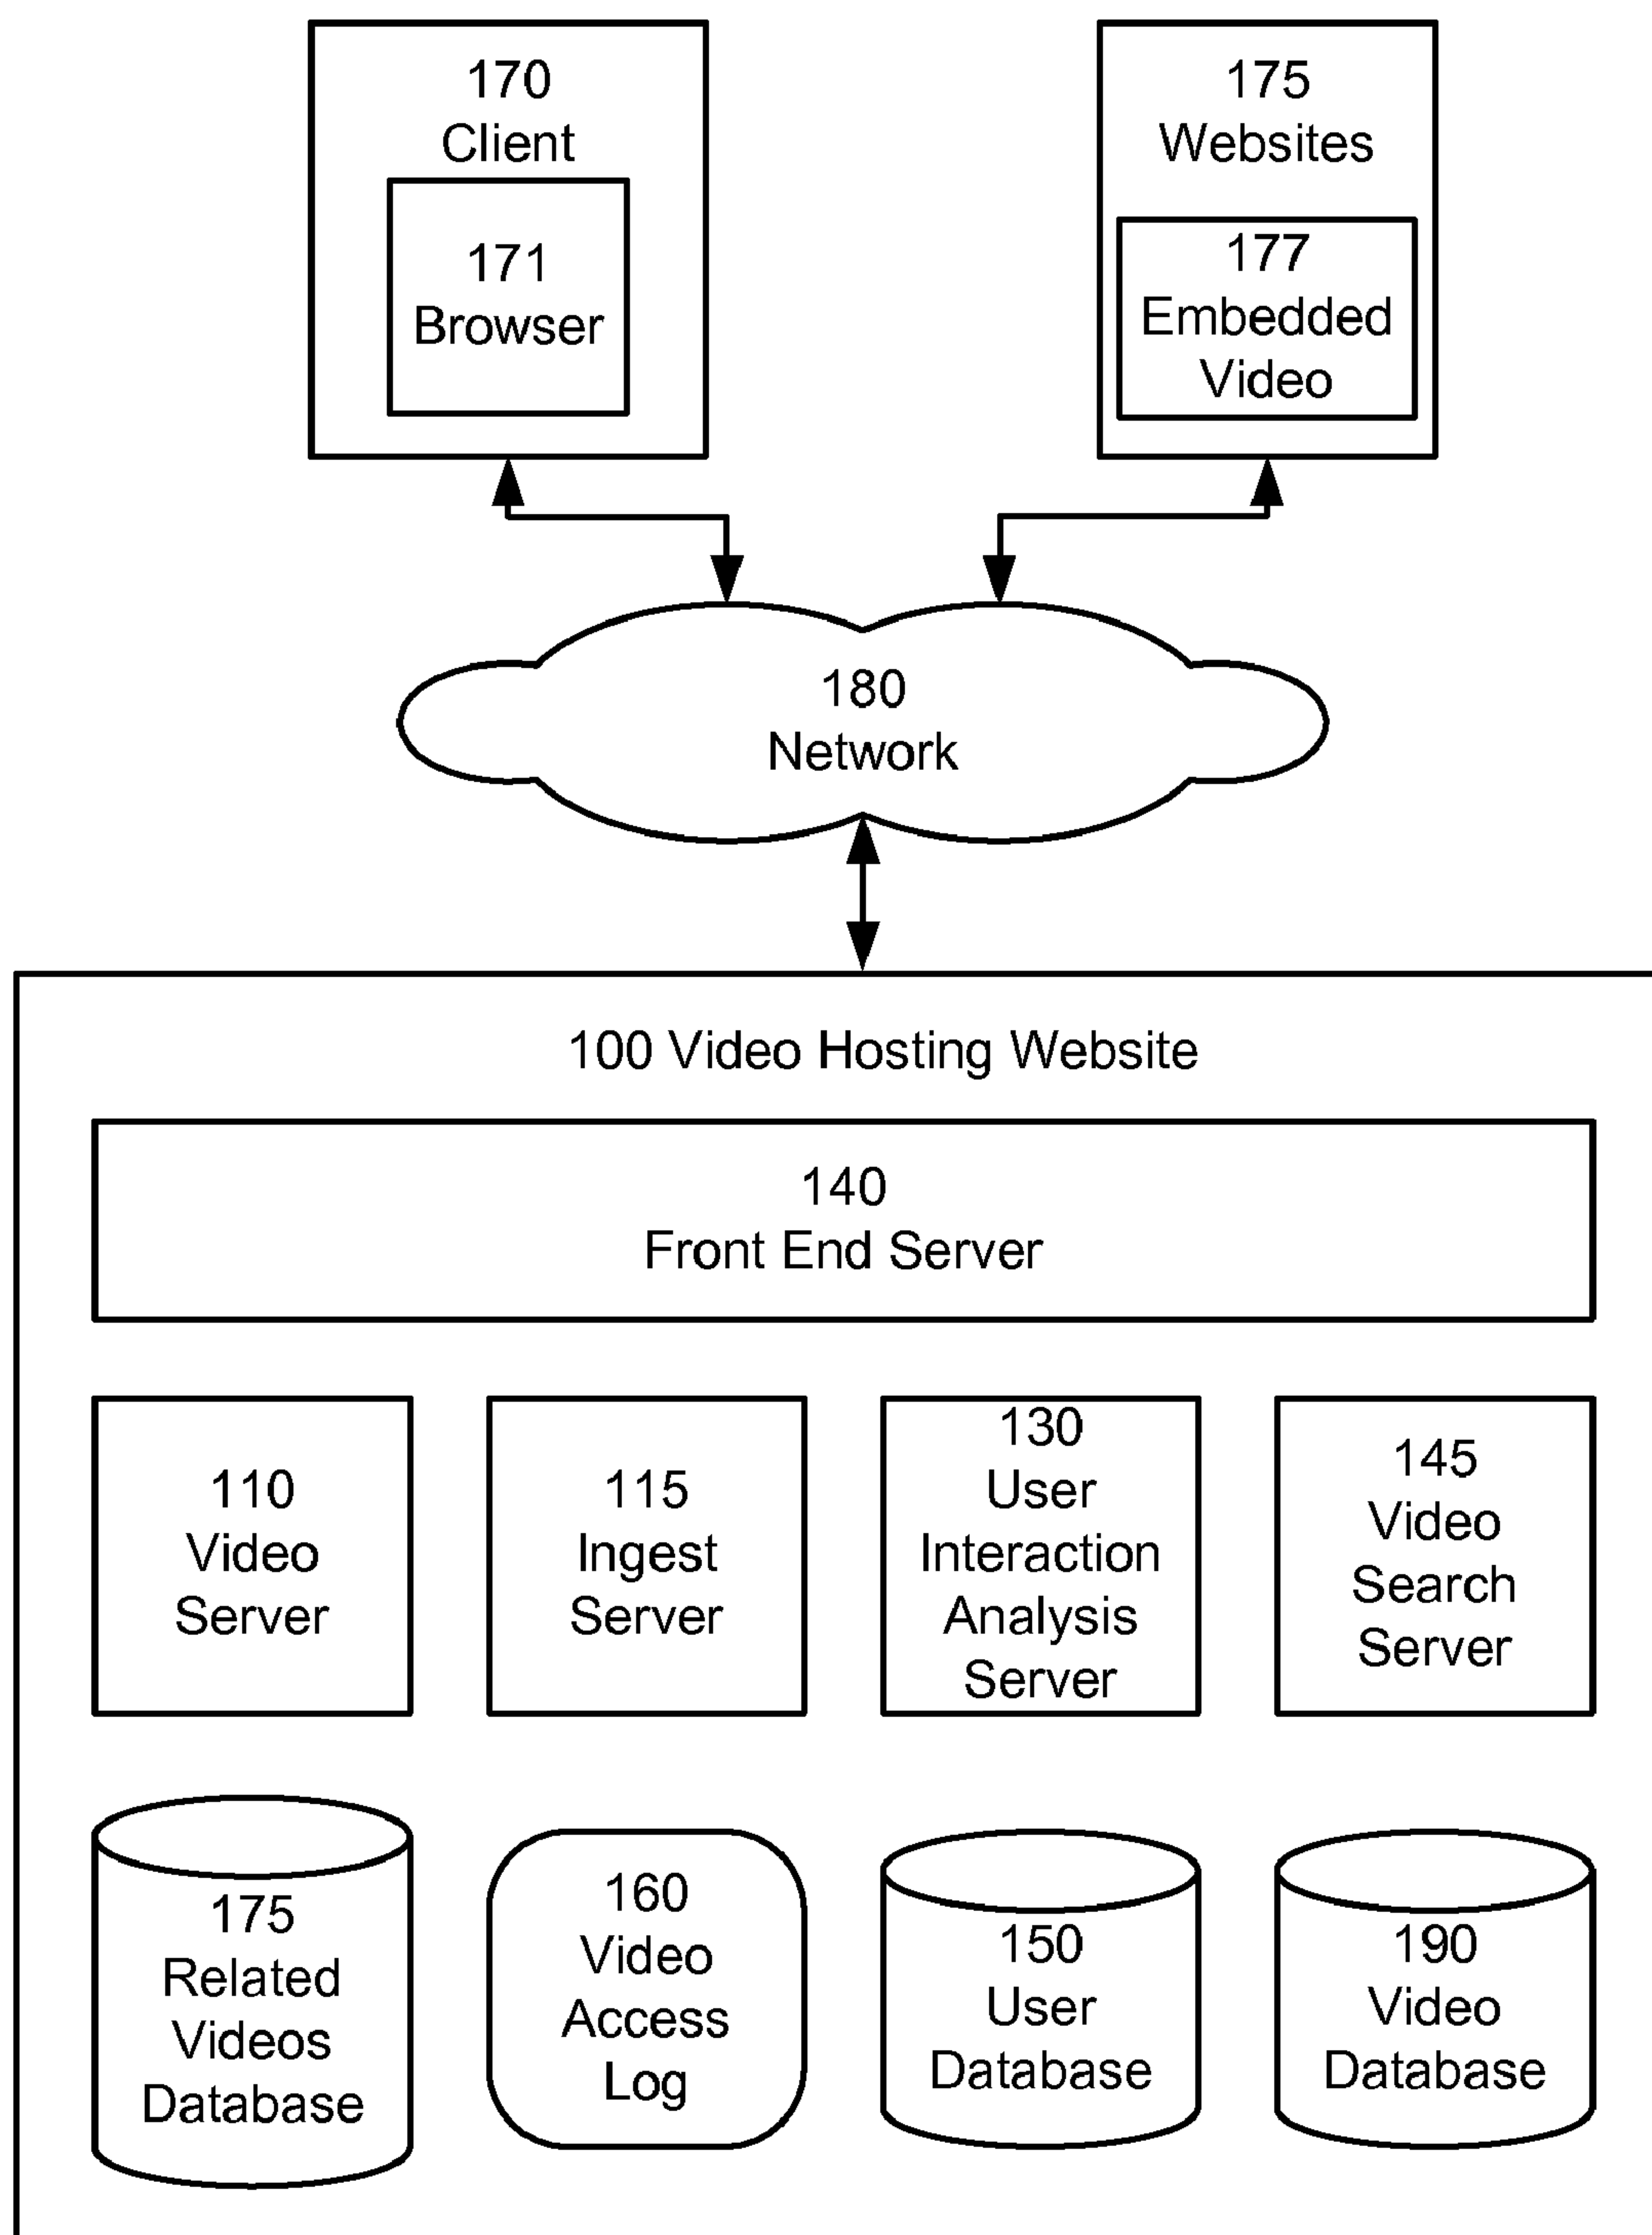 170
Client
171
Browser
175
Websites
177
Embedded
Video
180
Network
100 Video Hosting Website
140
Front End Server
110
Video
Server
115
Ingest
Server
130
User
Interaction
Analysis
Server
145
Video
Search
Server
175
Related
Videos
Database
160
Video
Access
Log
150
User
Database
190
Video
Database